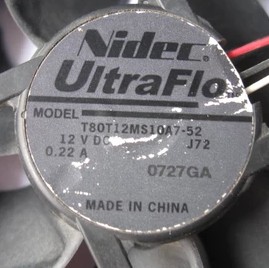 Nidec
UltraFlo
MODEL
T80T12MS10A7-52
12 V DC J72
0.22 A
0727GA
MADE IN CHINA